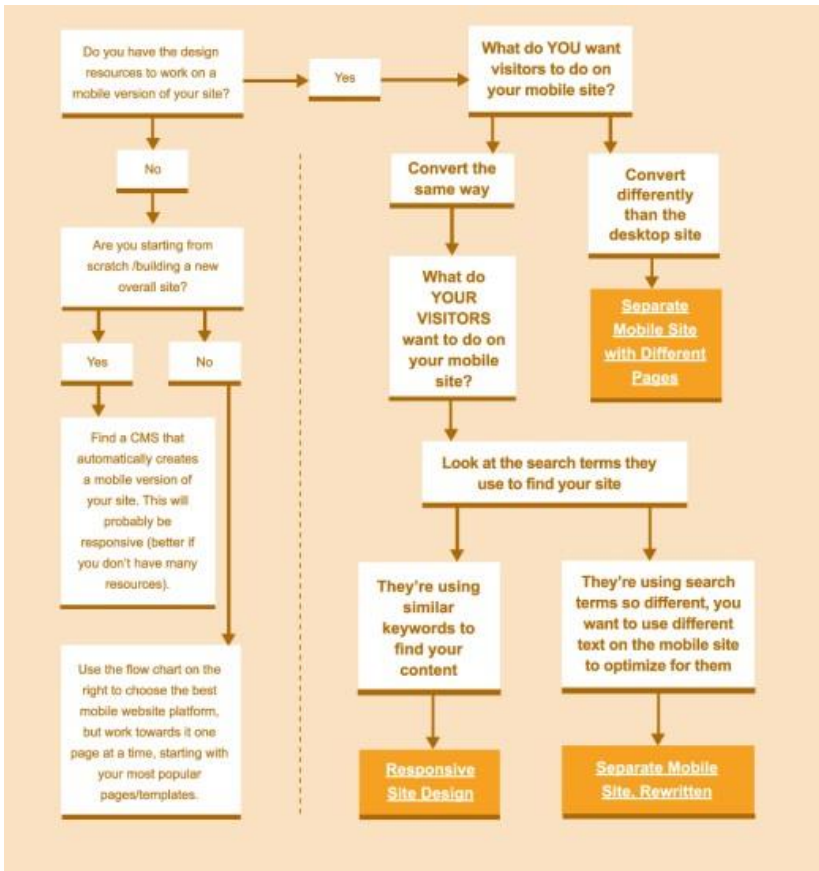 Do you have the design
resources to work on a
mobile version of your site?
Yes
What do YOU want
visitors to do on
your mobile site?
No
Are you starting from
scratch /building a new
overall site?
Yes
No
Find a CMS that
automatically creates
a mobile version of
your site. This will
probably be
responsive (better if
you don't have many
resources).
Use the flow chart on the
right to choose the best
mobile website platform,
but work towards it one
page at a time, starting with
your most popular
pages/templates.
Convert the
same way
Convert
differently
than the
desktop site
What do
YOUR
VISITORS
want to do on
your mobile
site?
Separate
Mobile Site
with Different
Pages
Look at the search terms they
use to find your site
They're using
similar
keywords to
find your
content
They're using search
terms so different, you
want to use different
text on the mobile site
to optimize for them
Responsive
Site Design
Separate Mobile
Site, Rewritten